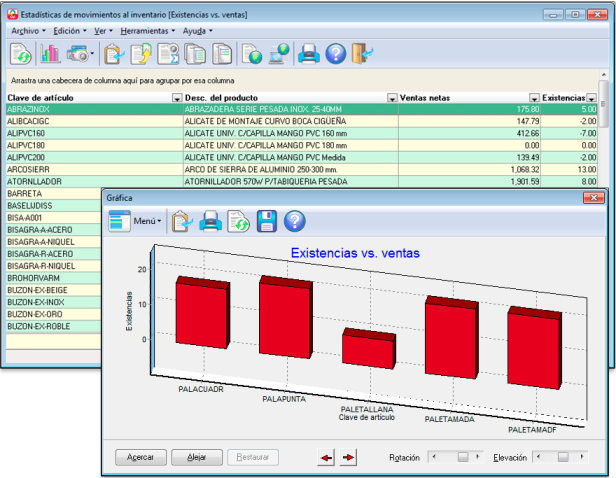 Estadísticas de movimientos al inventario [Existencias vs. ventas]
Archivo Edición Ver Herramientas Ayuda
Arrastra una cabecera de columna aquí para agrupar por esa columna
Clave de artículo Desc. del producto Ventas netas Existencias
ABRAZINOX ABRAZADERA SERIE PESADA INOX. 25-40MM 175.80 5.00
ALIBCACIGC ALICATE DE MONTAJE CURVO BOCA CIGÜEÑA 147.79 -2.00
ALIPVC160 ALICATE UNIV. C/CAPILLA MANGO PVC 160 mm 412.66 -7.00
ALIPVC180 ALICATE UNIV. C/CAPILLA MANGO PVC 180 mm 0.00 0.00
ALIPVC200 ALICATE UNIV. C/CAPILLA MANGO PVC Medida 139.49 -2.00
ARCOSIERR ARCO DE SIERRA DE ALUMINIO 250-300 mm. 1,068.32 13.00
ATORNLLADOR ATORNILLADOR 570W P/TABIQUERIA PESADA 1,901.59 8.00
BARRETA
BASELUDISS
BISA-A001
BISAGRA-A-ACERO
BISAGRA-A-NIQUEL
BISAGRA-R-ACERO
BISAGRA-R-NIQUEL
BROHORVARM
BUZON-EX-BEIGE
BUZON-EX-INOX
BUZON-EX-ORO
BUZON-EX-ROBLE
Gráfica
Menú
Existencias vs. ventas
20
10
0
Existencias
PALACUADR
PALAPUNTA
PALETALLANA
PALETAMADA
PALETAMADF
Clave de artículo
Acercar Alejar Restaurar Rotación Elevación